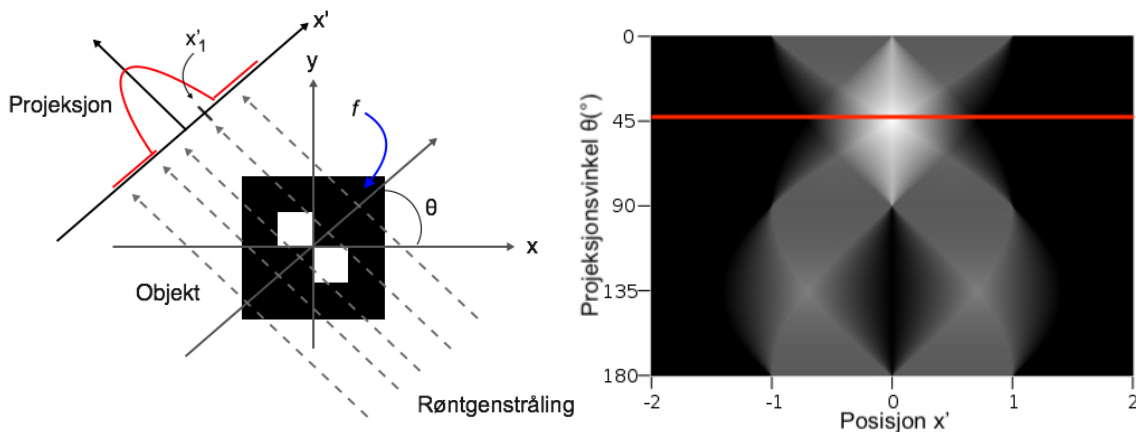 x'
x'₁
y
Projeksjon
f
θ
x
Objekt
Røntgenstråling
Projeksjonsvinkel θ(°)
0
45
90
135
180
-2
-1
0
1
2
Posisjon x'